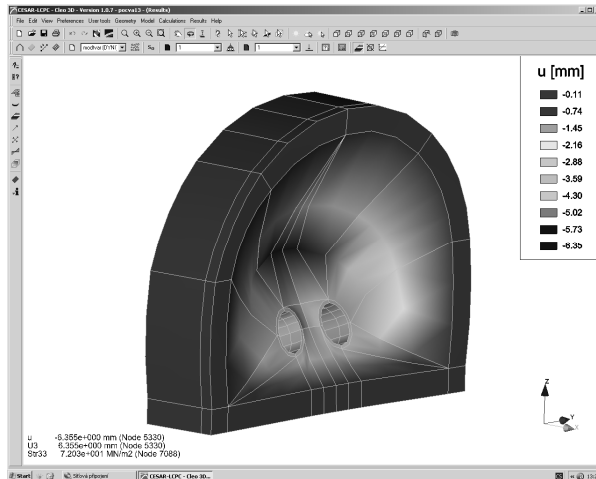 CESAR-LCPC - Cleo 3D - Version 1.0.7 - pocval3 - (Results)
File Edit View Preferences User tools Geometry Model Calculations Results Help
1
1
u [mm]
-0.11
-0.74
-1.45
-2.16
-2.88
-3.59
-4.30
-5.02
-5.73
-6.35
Z
Y
X
u -6.355e+000 mm (Node 5330)
U3 6.355e+000 mm (Node 5330)
Str33 7.203e+001 MN/m2 (Node 7088)
Start
Síťová připojení
CESAR-LCPC - Cleo 3D...